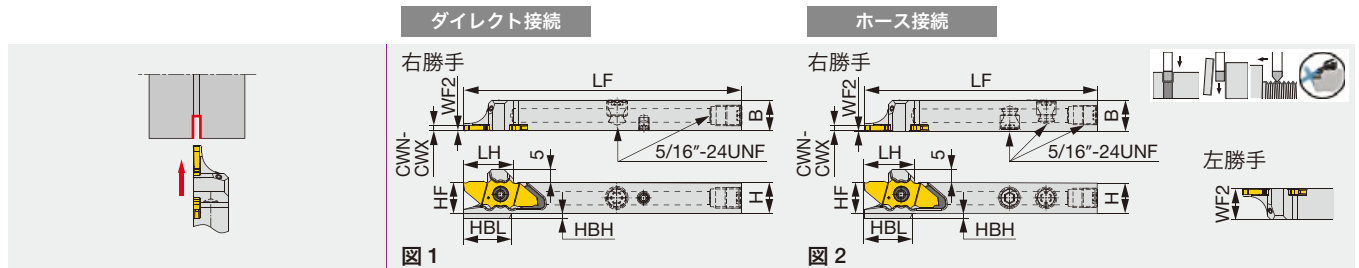 ダイレクト接続
ホース接続
右勝手
LF
WF2
B
CWN-
CWX
5/16"-24UNF
LH
5
HF
H
HBL
HBH
図 1
右勝手
LF
WF2
B
CWN-
CWX
5/16"-24UNF
LH
5
HF
H
HBL
HBH
図 2
左勝手
WF2